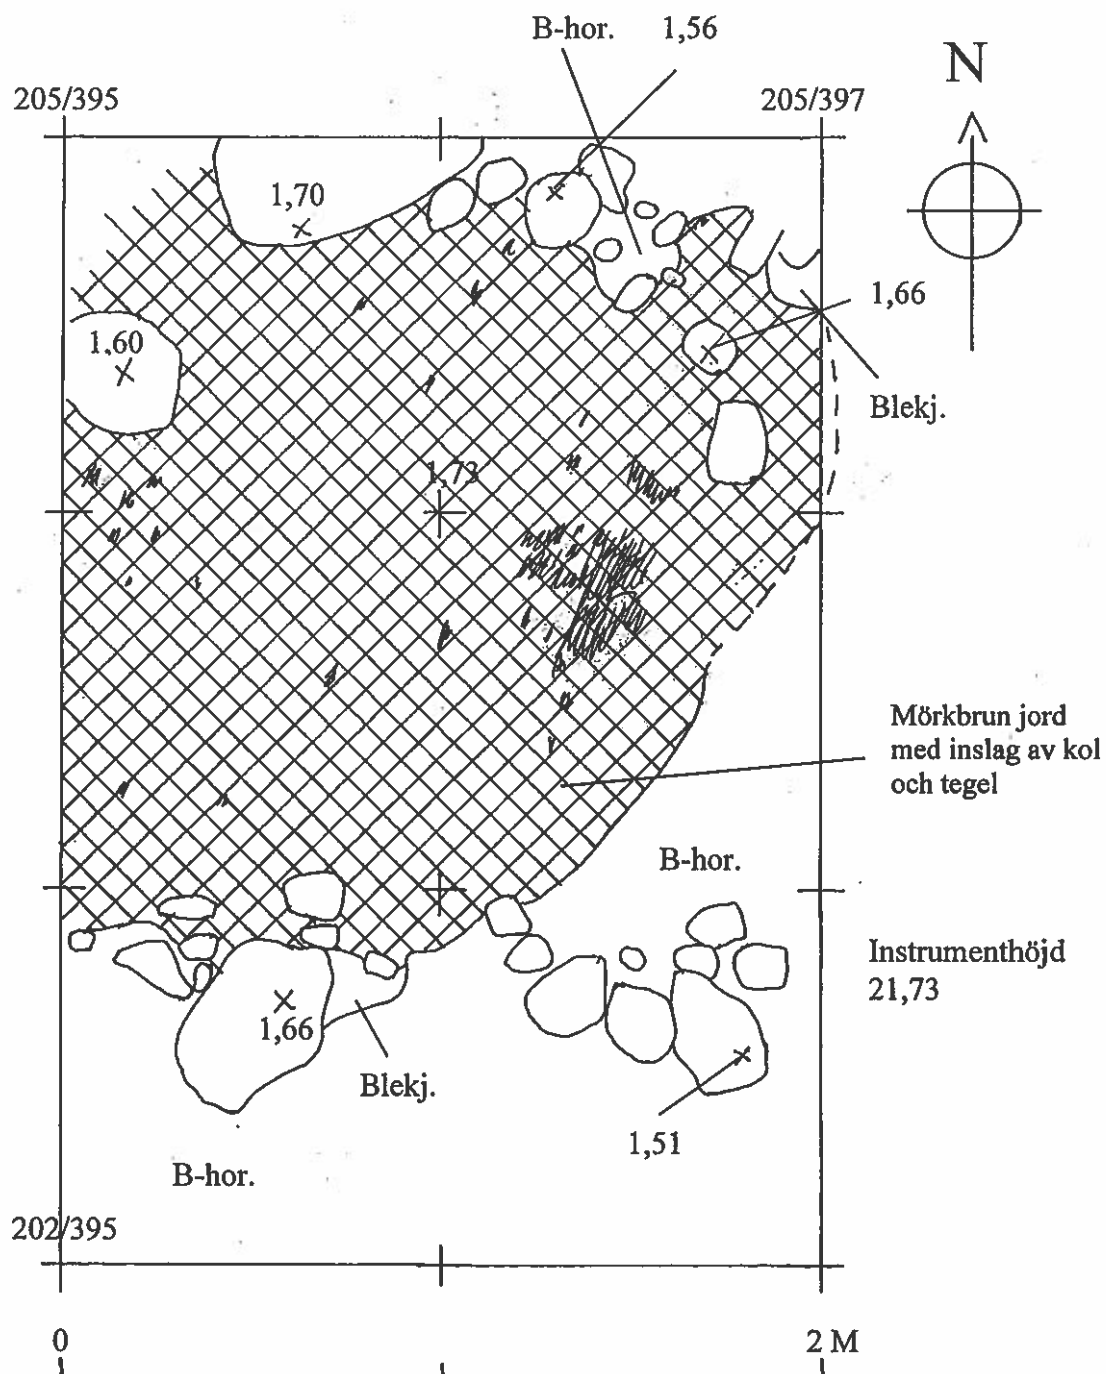 B-hor. 1,56
N
205/395 205/397
1,70
1,66
1,60
Blekj.
1,73
Mörkbrun jord
med inslag av kol
och tegel
B-hor.
Instrumenthöjd
21,73
1,66
Blekj.
1,51
B-hor.
202/395
0 2 M